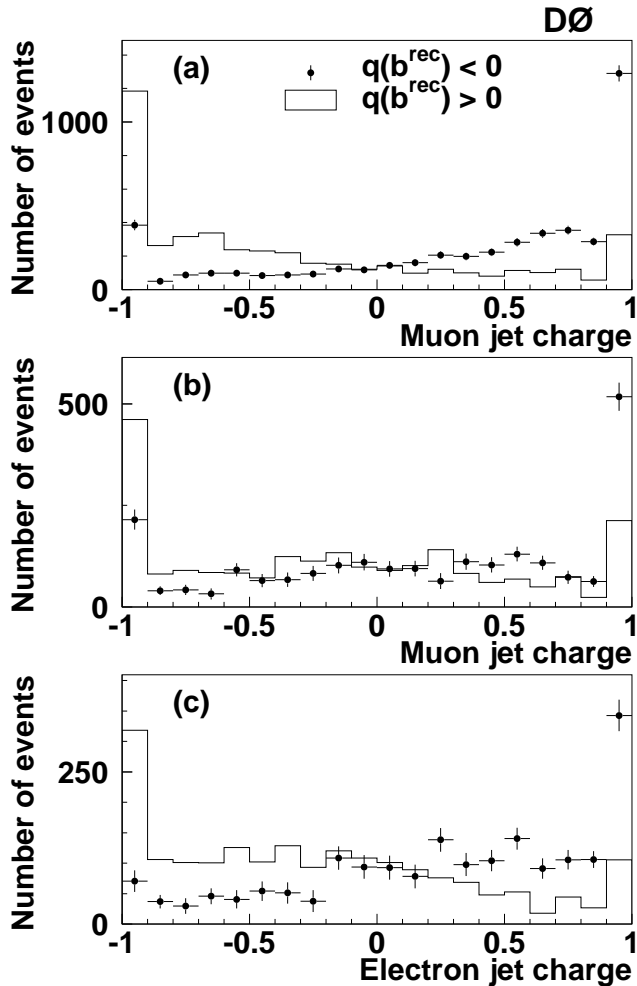 DØ
(a)
q(b^rec) < 0
q(b^rec) > 0
Number of events
1000
0
-1 -0.5 0 0.5 1
Muon jet charge
(b)
Number of events
500
0
-1 -0.5 0 0.5 1
Muon jet charge
(c)
Number of events
250
0
-1 -0.5 0 0.5 1
Electron jet charge